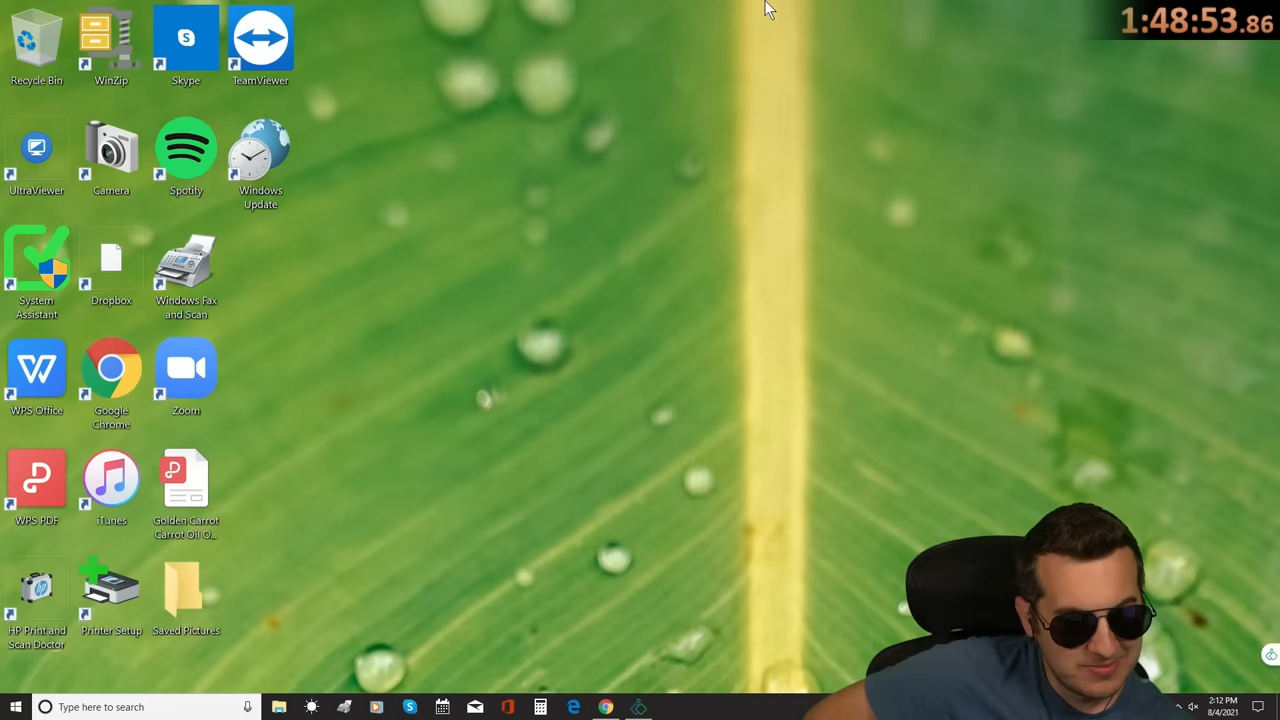 1:48:53.86
Recycle Bin
WinZip
Skype
TeamViewer
UltraViewer
Camera
Spotify
Windows
Update
System
Assistant
Dropbox
Windows Fax
and Scan
WPS Office
Google
Chrome
Zoom
WPS PDF
iTunes
Golden Carrot
Carrot Oil O...
HP Print and
Scan Doctor
Printer Setup
Saved Pictures
Type here to search
2:12 PM
8/4/2021